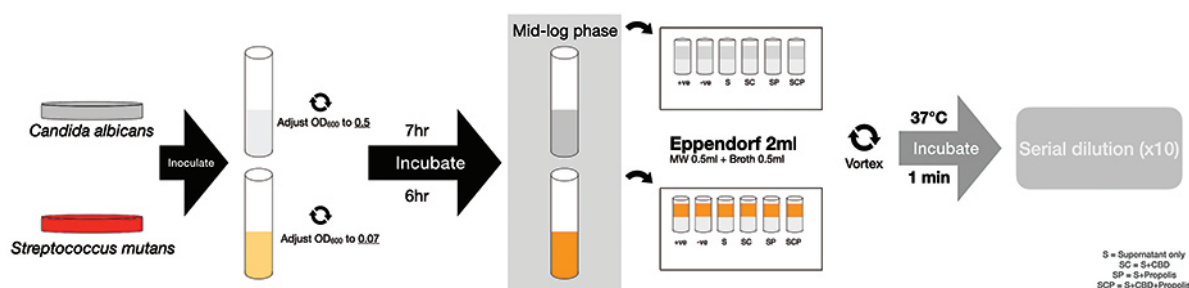 Candida albicans
Streptococcus mutans
Inoculate
Adjust OD600 to 0.5
Adjust OD600 to 0.07
7hr
Incubate
6hr
Mid-log phase
+ve -ve S SC SP SCP
Eppendorf 2ml
MW 0.5ml + Broth 0.5ml
+ve -ve S SC SP SCP
Vortex
37°C
Incubate
1 min
Serial dilution (x10)
S = Supernatant only
SC = S+CBD
SP = S+Propolis
SCP = S+CBD+Propolis